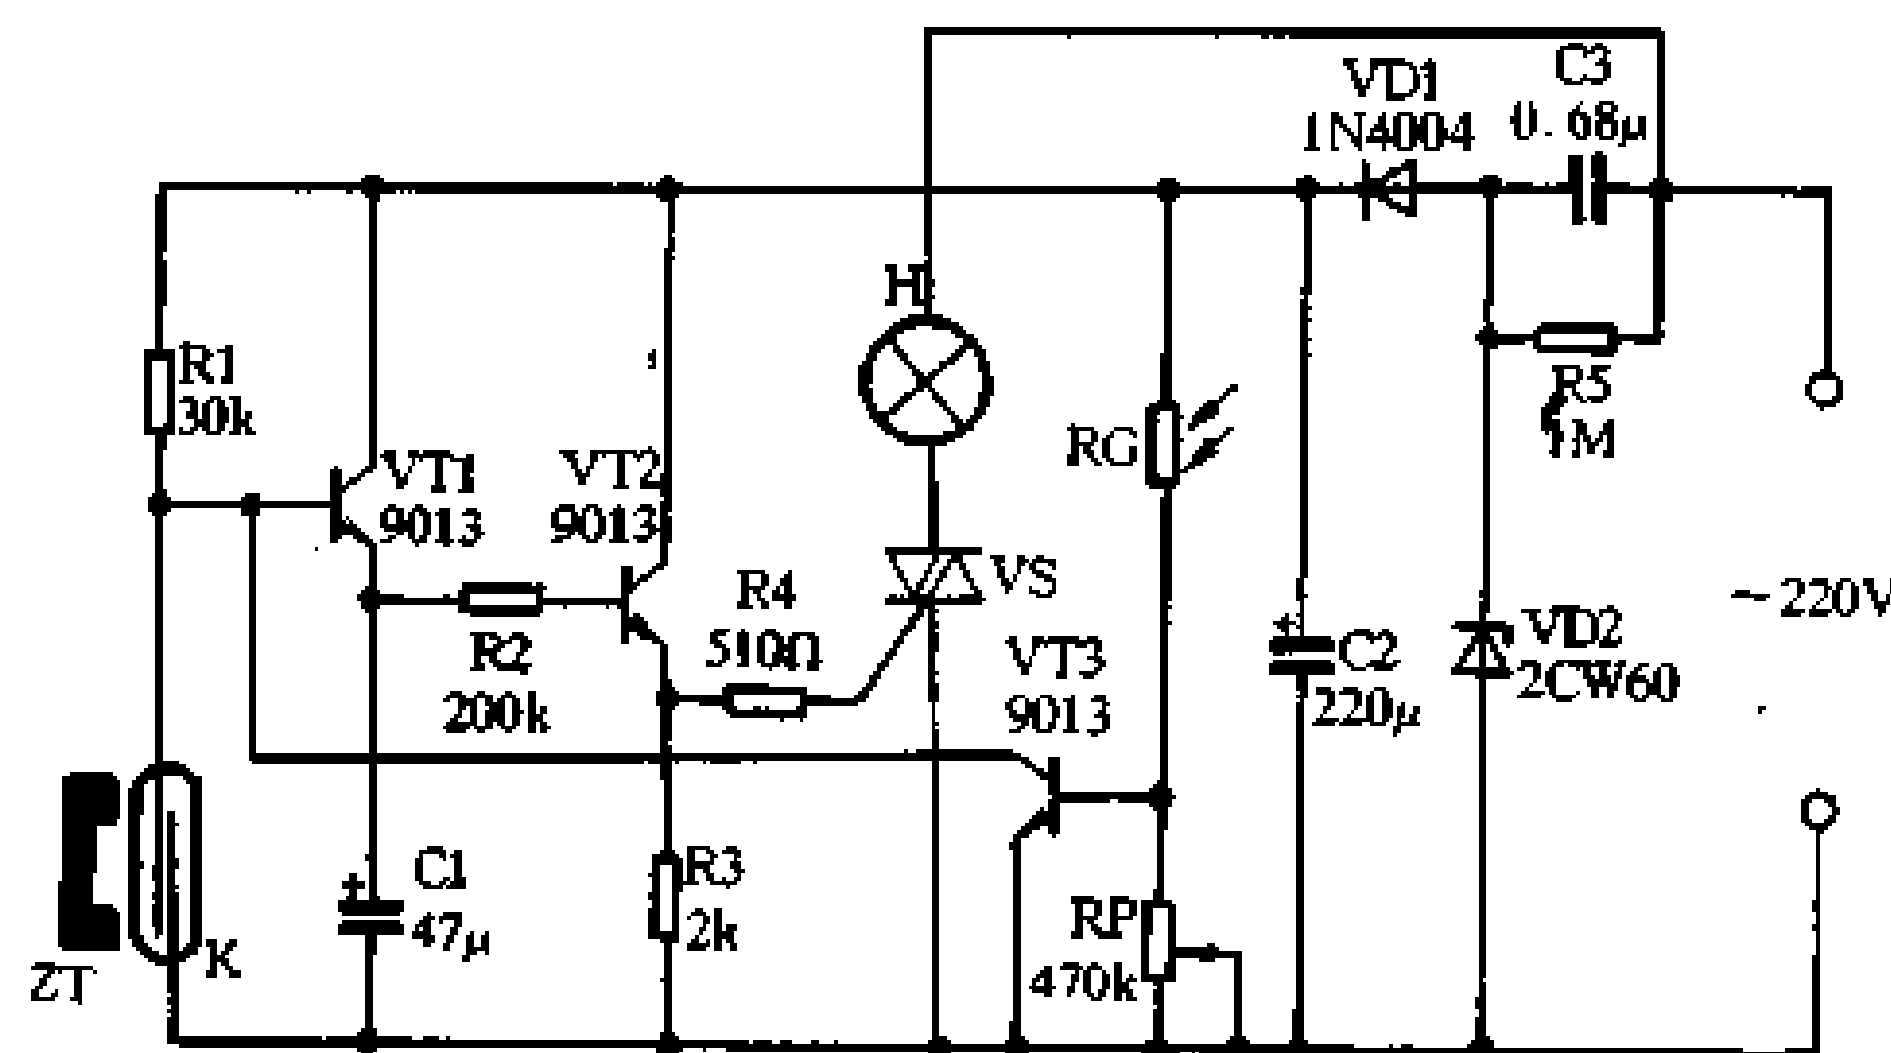 VD1
1N4004
C3
0.68μ
H
R1
30k
VT1
9013
VT2
9013
RG
R5
1M
R4
510Ω
VS
~220V
R2
200k
VT3
9013
C2
220μ
VD2
2CW60
C1
47μ
R3
2k
RP
470k
K
ZT